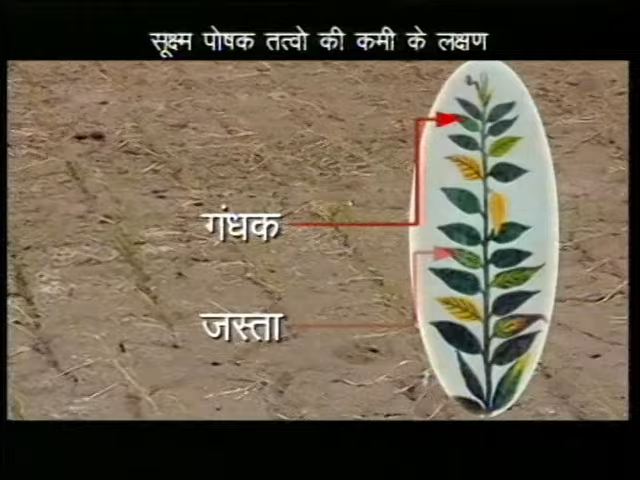 सूक्ष्म पोषक तत्वो की कमी के लक्षण
गंधक
जस्ता